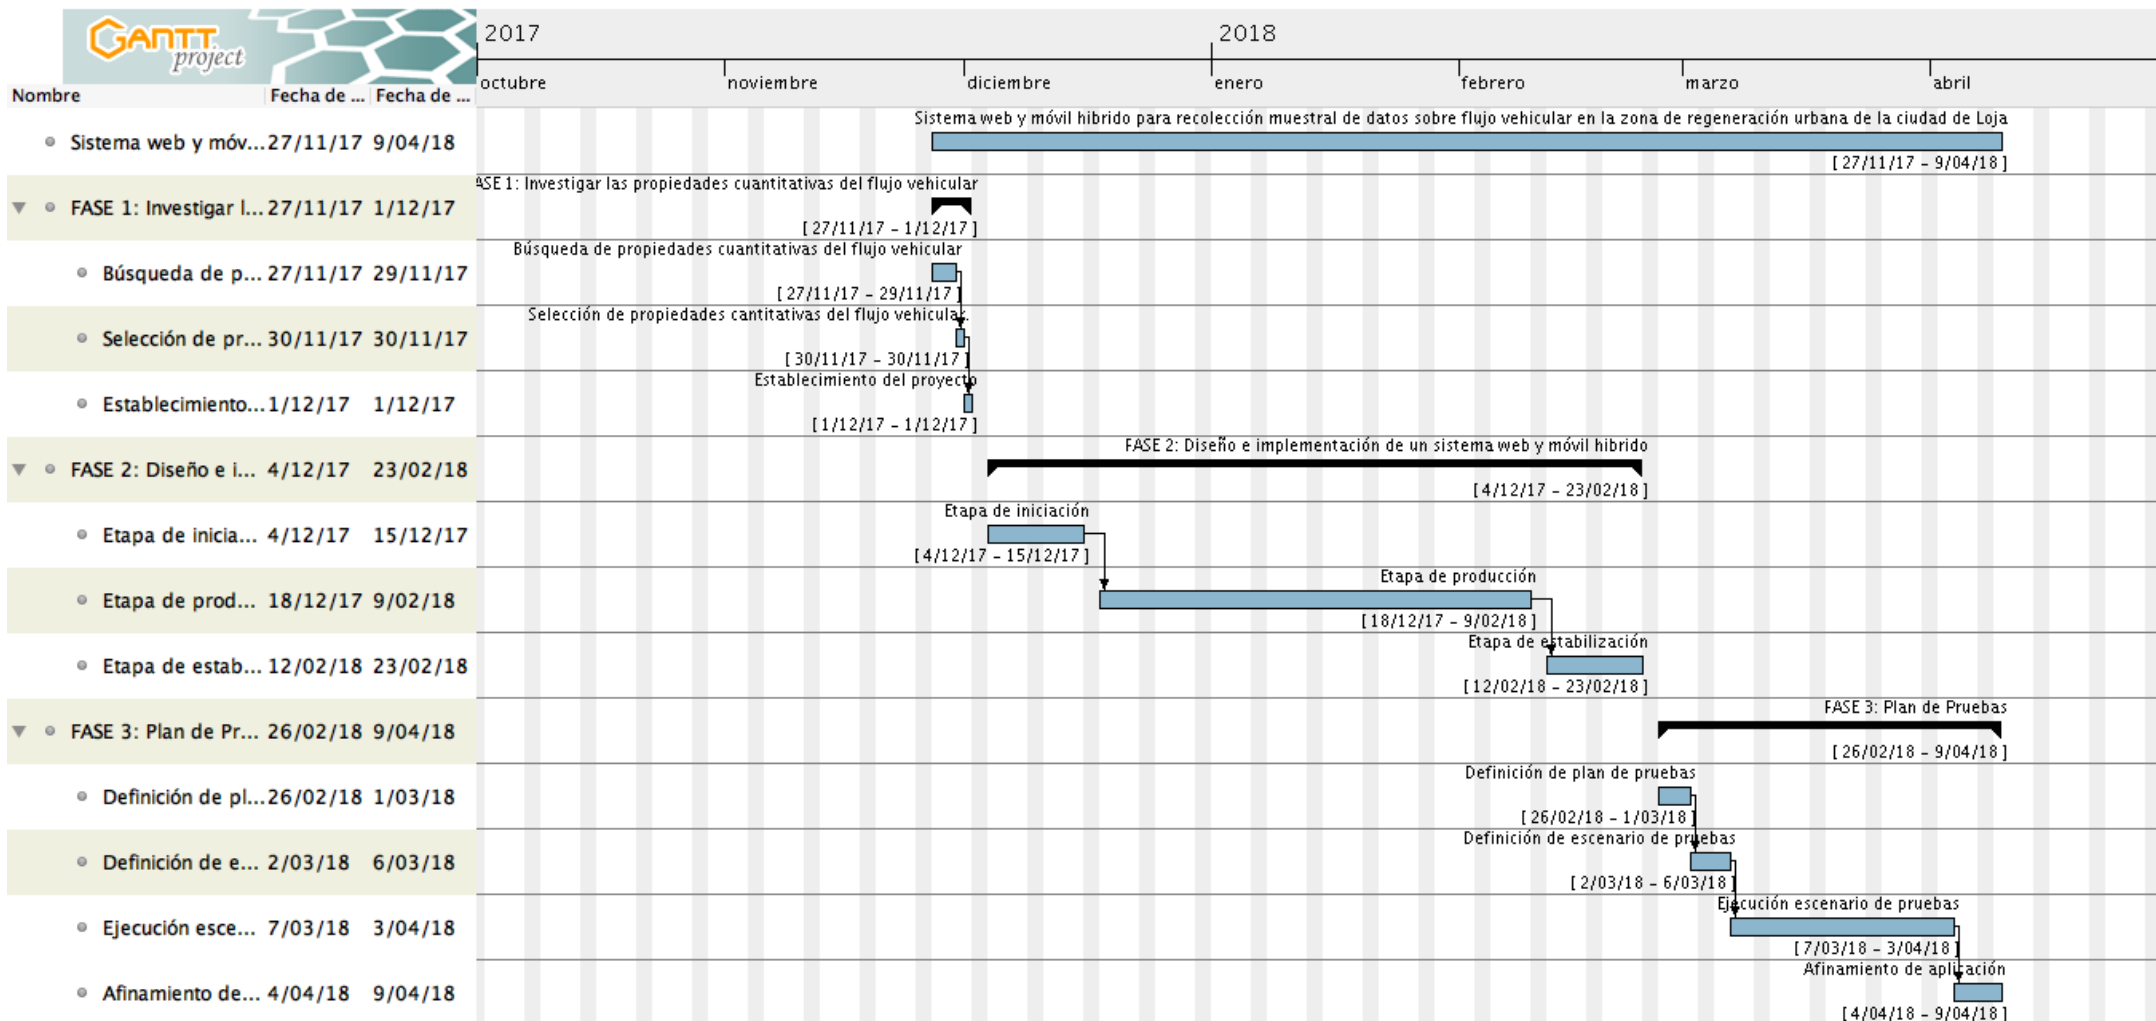 GANTT project
2017 2018
octubre noviembre diciembre enero febrero marzo abril
Nombre Fecha de ... Fecha de ...
Sistema web y móv... 27/11/17 9/04/18
Sistema web y móvil hibrido para recolección muestral de datos sobre flujo vehicular en la zona de regeneración urbana de la ciudad de Loja
[ 27/11/17 - 9/04/18 ]
FASE 1: Investigar l... 27/11/17 1/12/17
ASE 1: Investigar las propiedades cuantitativas del flujo vehicular
[ 27/11/17 - 1/12/17 ]
Búsqueda de p... 27/11/17 29/11/17
Búsqueda de propiedades cuantitativas del flujo vehicular
[ 27/11/17 - 29/11/17 ]
Selección de pr... 30/11/17 30/11/17
Selección de propiedades cantitativas del flujo vehicular.
[ 30/11/17 - 30/11/17 ]
Establecimiento... 1/12/17 1/12/17
Establecimiento del proyecto
[ 1/12/17 - 1/12/17 ]
FASE 2: Diseño e i... 4/12/17 23/02/18
FASE 2: Diseño e implementación de un sistema web y móvil hibrido
[ 4/12/17 - 23/02/18 ]
Etapa de inicia... 4/12/17 15/12/17
Etapa de iniciación
[ 4/12/17 - 15/12/17 ]
Etapa de prod... 18/12/17 9/02/18
Etapa de producción
[ 18/12/17 - 9/02/18 ]
Etapa de estab... 12/02/18 23/02/18
Etapa de estabilización
[ 12/02/18 - 23/02/18 ]
FASE 3: Plan de Pr... 26/02/18 9/04/18
FASE 3: Plan de Pruebas
[ 26/02/18 - 9/04/18 ]
Definición de pl... 26/02/18 1/03/18
Definición de plan de pruebas
[ 26/02/18 - 1/03/18 ]
Definición de e... 2/03/18 6/03/18
Definición de escenario de pruebas
[ 2/03/18 - 6/03/18 ]
Ejecución esce... 7/03/18 3/04/18
Ejecución escenario de pruebas
[ 7/03/18 - 3/04/18 ]
Afinamiento de... 4/04/18 9/04/18
Afinamiento de aplicación
[ 4/04/18 - 9/04/18 ]